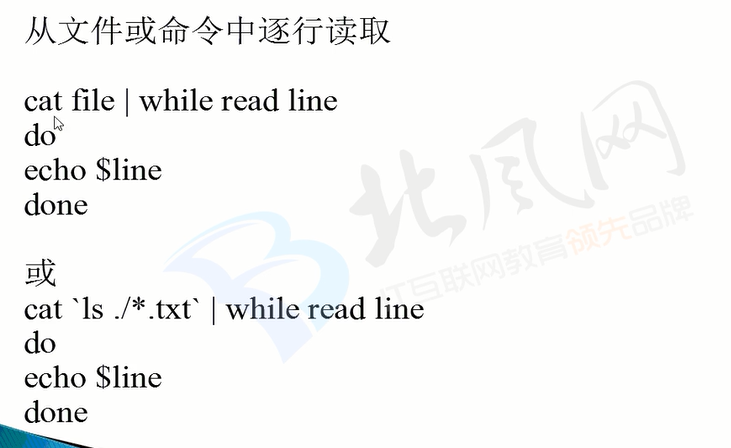 从文件或命令中逐行读取
cat file | while read line
do
echo $line
done
或
cat `ls ./*.txt` | while read line
do
echo $line
done
北风网
IT互联网教育领先品牌